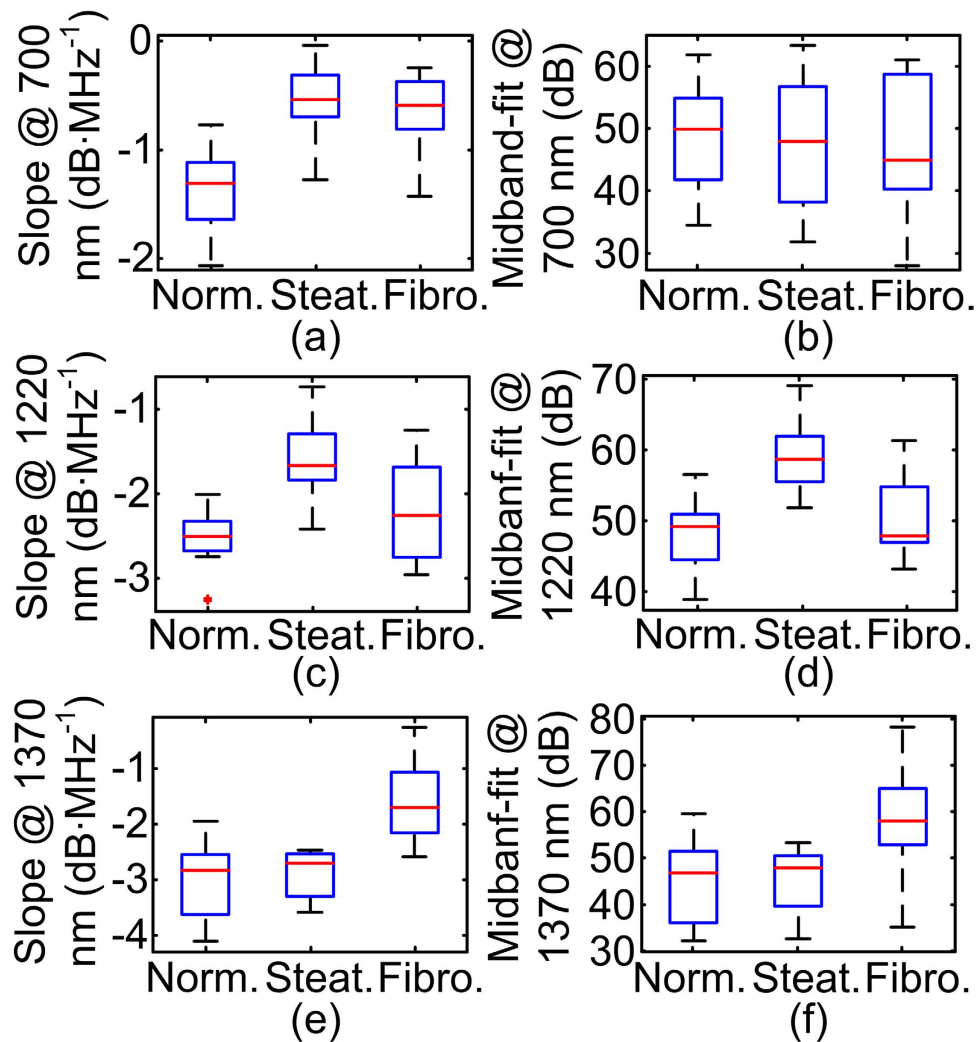 Slope @ 700
nm (dB·MHz⁻¹)
0
-1
-2
Norm. Steat. Fibro.
(a)
Midband-fit @
700 nm (dB)
60
50
40
30
Norm. Steat. Fibro.
(b)
Slope @ 1220
nm (dB·MHz⁻¹)
-1
-2
-3
Norm. Steat. Fibro.
(c)
Midbanf-fit @
1220 nm (dB)
70
60
50
40
Norm. Steat. Fibro.
(d)
Slope @ 1370
nm (dB·MHz⁻¹)
-1
-2
-3
-4
Norm. Steat. Fibro.
(e)
Midbanf-fit @
1370 nm (dB)
80
70
60
50
40
30
Norm. Steat. Fibro.
(f)